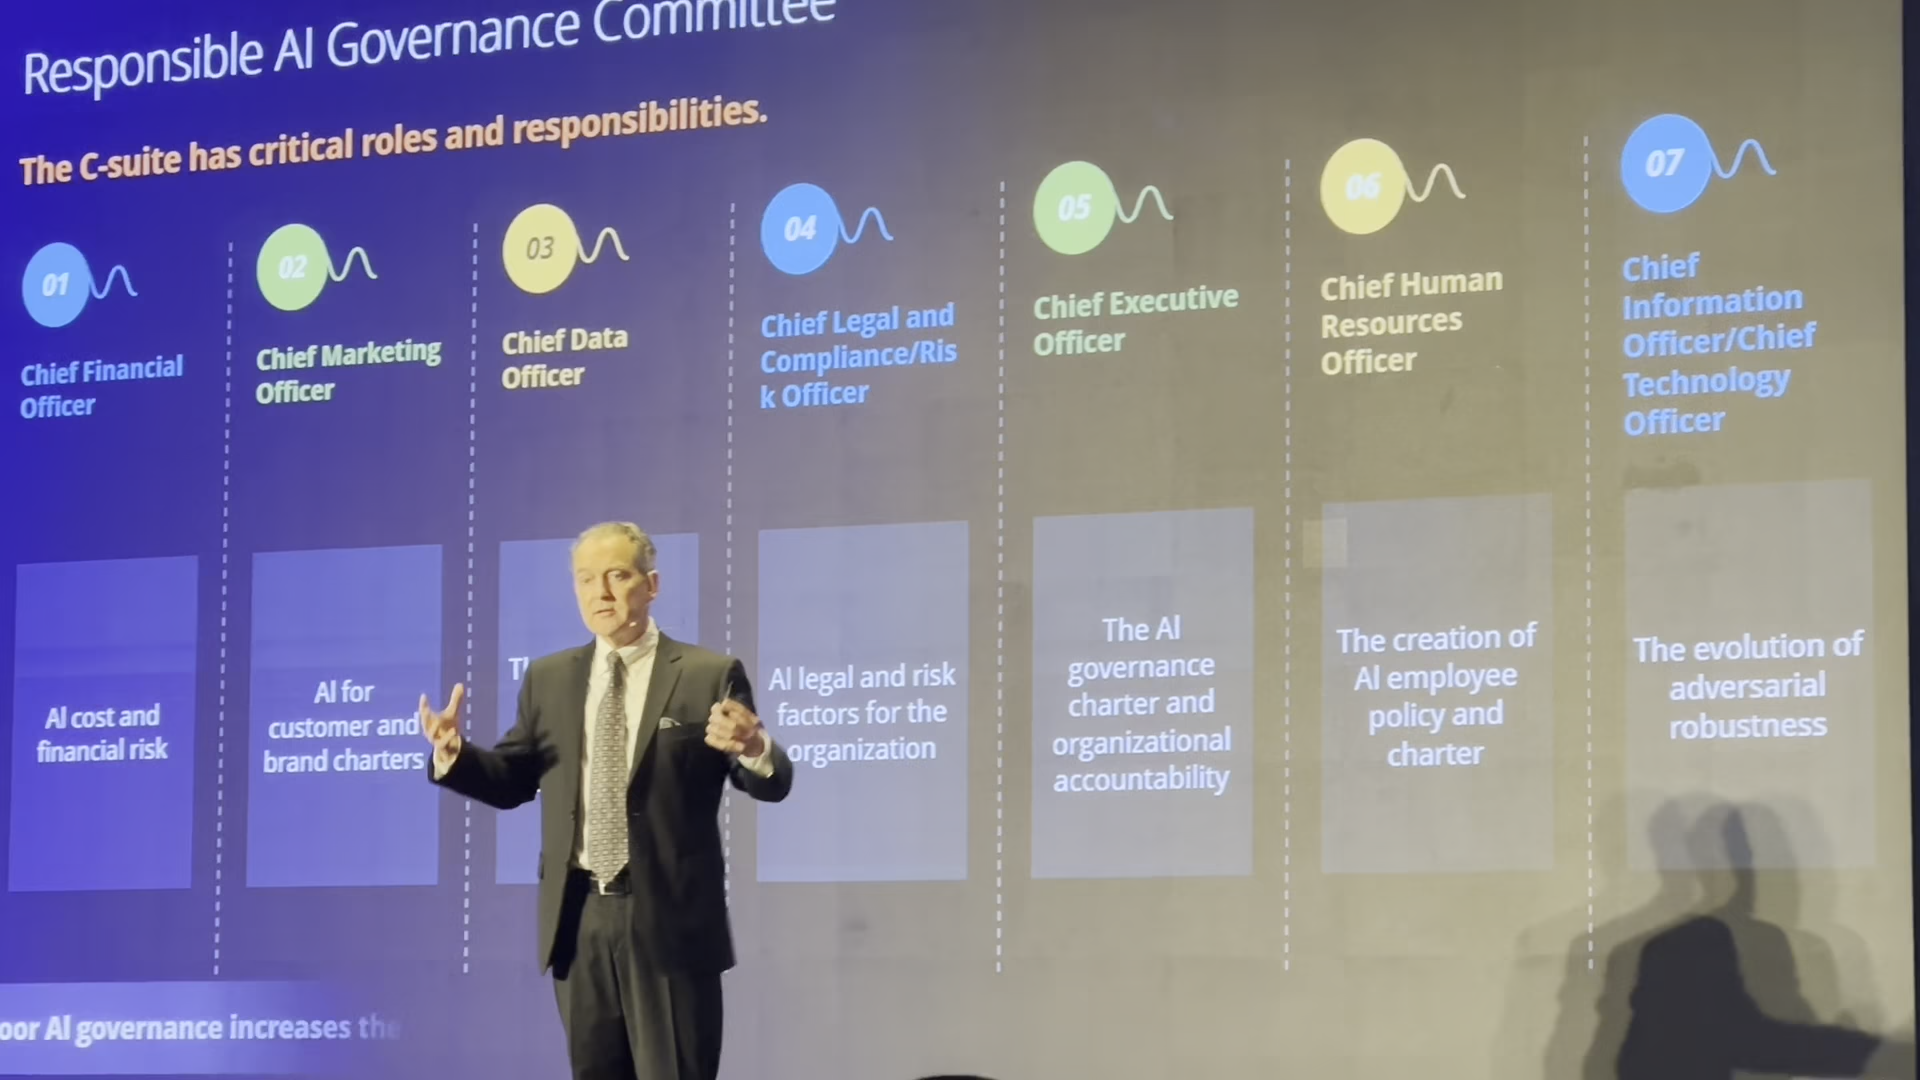 Responsible AI Governance Committee
The C-suite has critical roles and responsibilities.
01
Chief Financial
Officer
AI cost and
financial risk
02
Chief Marketing
Officer
AI for
customer and
brand charters
03
Chief Data
Officer
04
Chief Legal and
Compliance/Ris
k Officer
AI legal and risk
factors for the
organization
05
Chief Executive
Officer
The AI
governance
charter and
organizational
accountability
06
Chief Human
Resources
Officer
The creation of
AI employee
policy and
charter
07
Chief
Information
Officer/Chief
Technology
Officer
The evolution of
adversarial
robustness
oor AI governance increases the